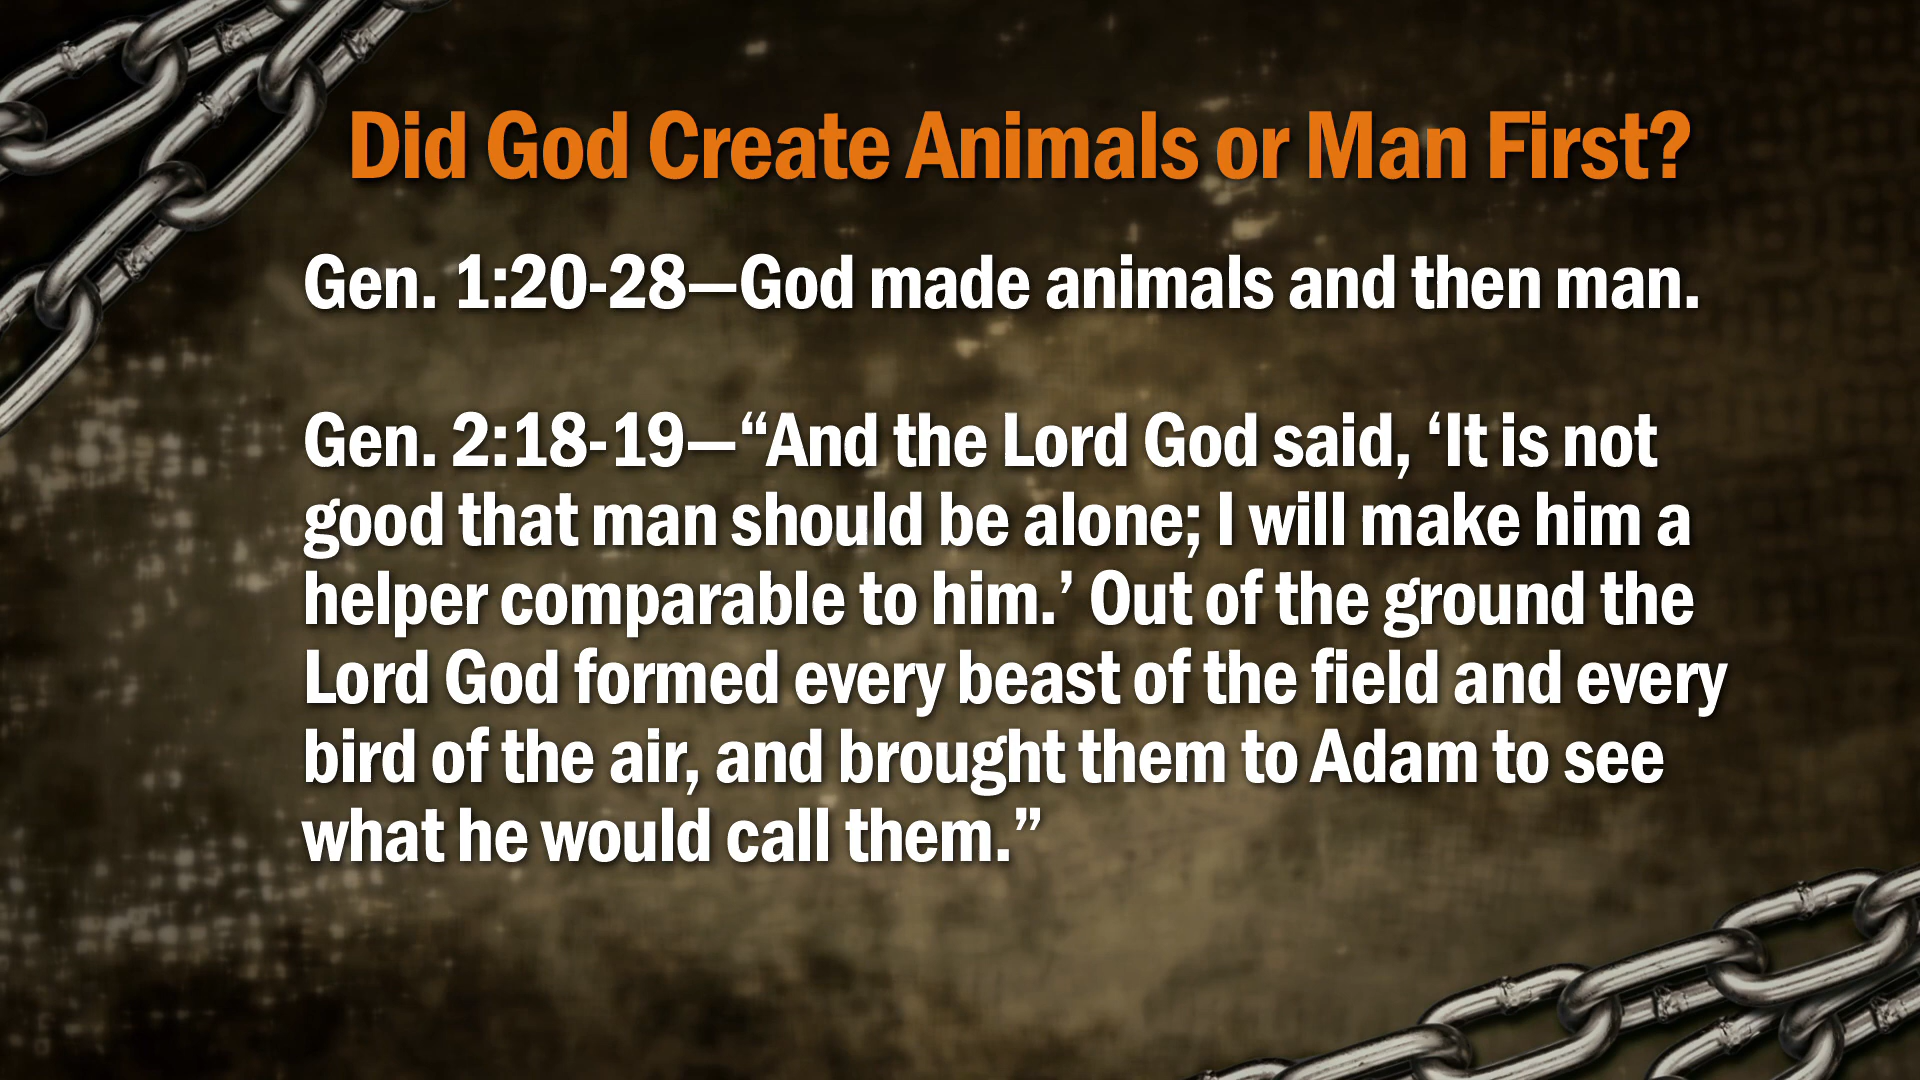 Did God Create Animals or Man First?
Gen. 1:20-28—God made animals and then man.
Gen. 2:18-19—“And the Lord God said, ‘It is not
good that man should be alone; I will make him a
helper comparable to him.’ Out of the ground the
Lord God formed every beast of the field and every
bird of the air, and brought them to Adam to see
what he would call them.”